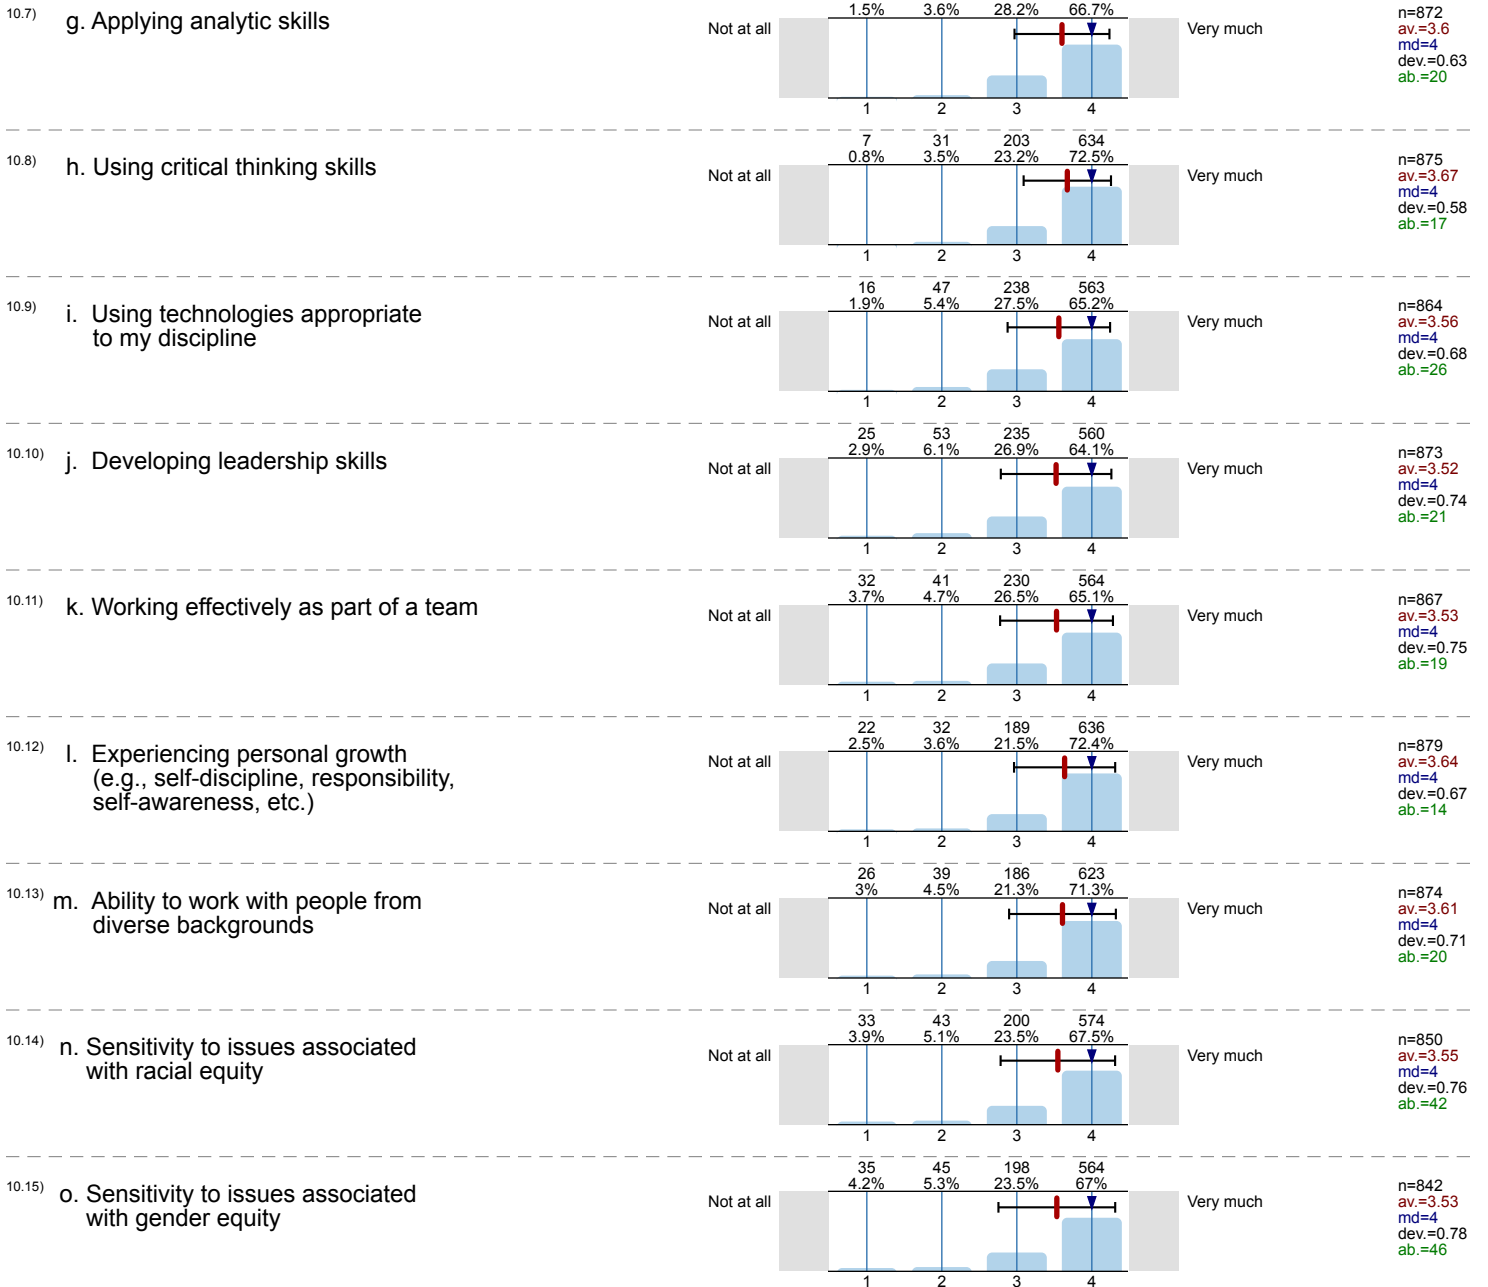 1.5% 3.6% 28.2% 66.7%
10.7) g. Applying analytic skills Not at all Very much
n=872
av.=3.6
md=4
dev.=0.63
ab.=20
1 2 3 4
7 31 203 634
0.8% 3.5% 23.2% 72.5%
10.8) h. Using critical thinking skills Not at all Very much
n=875
av.=3.67
md=4
dev.=0.58
ab.=17
1 2 3 4
16 47 238 563
1.9% 5.4% 27.5% 65.2%
10.9) i. Using technologies appropriate Not at all Very much
to my discipline
n=864
av.=3.56
md=4
dev.=0.68
ab.=26
1 2 3 4
25 53 235 560
2.9% 6.1% 26.9% 64.1%
10.10) j. Developing leadership skills Not at all Very much
n=873
av.=3.52
md=4
dev.=0.74
ab.=21
1 2 3 4
32 41 230 564
3.7% 4.7% 26.5% 65.1%
10.11) k. Working effectively as part of a team Not at all Very much
n=867
av.=3.53
md=4
dev.=0.75
ab.=19
1 2 3 4
22 32 189 636
2.5% 3.6% 21.5% 72.4%
10.12) l. Experiencing personal growth Not at all Very much
(e.g., self-discipline, responsibility,
self-awareness, etc.)
n=879
av.=3.64
md=4
dev.=0.67
ab.=14
1 2 3 4
26 39 186 623
3% 4.5% 21.3% 71.3%
10.13) m. Ability to work with people from Not at all Very much
diverse backgrounds
n=874
av.=3.61
md=4
dev.=0.71
ab.=20
1 2 3 4
33 43 200 574
3.9% 5.1% 23.5% 67.5%
10.14) n. Sensitivity to issues associated Not at all Very much
with racial equity
n=850
av.=3.55
md=4
dev.=0.76
ab.=42
1 2 3 4
35 45 198 564
4.2% 5.3% 23.5% 67%
10.15) o. Sensitivity to issues associated Not at all Very much
with gender equity
n=842
av.=3.53
md=4
dev.=0.78
ab.=46
1 2 3 4